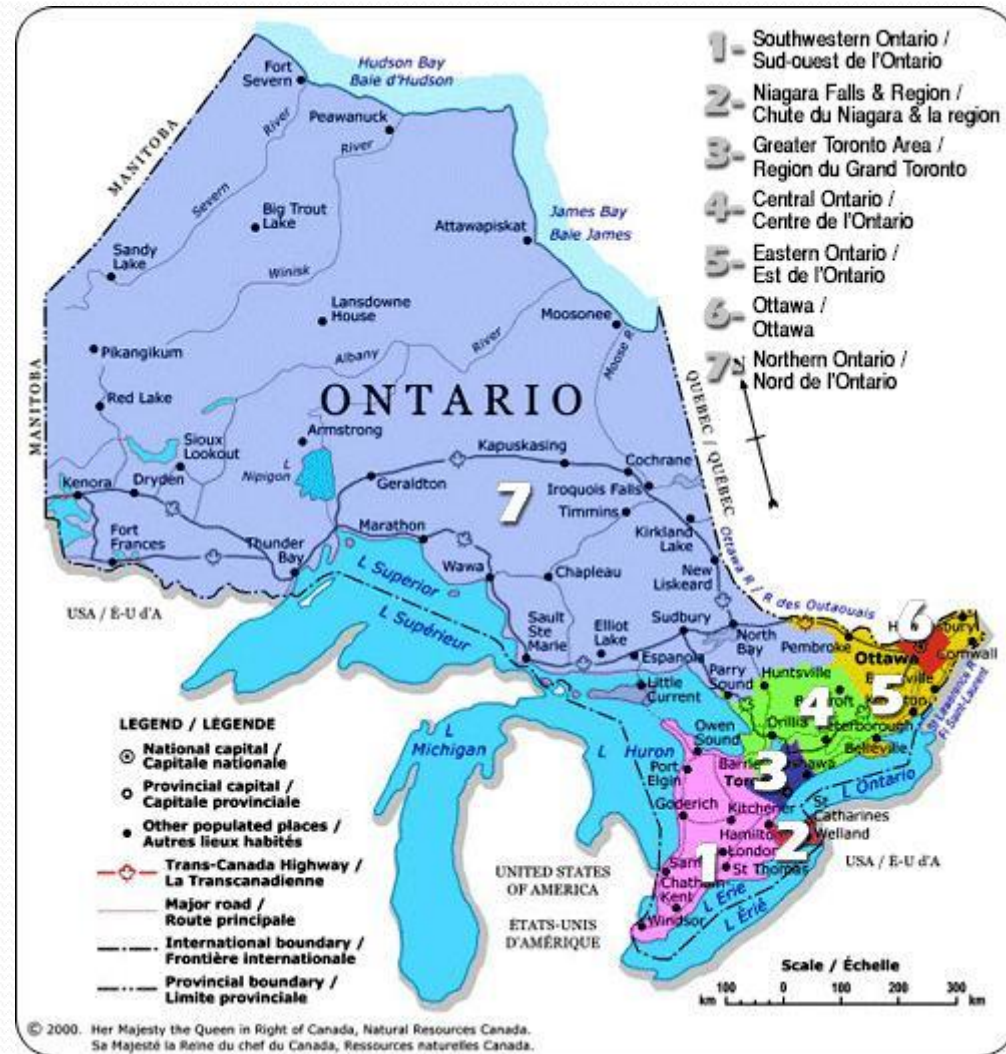 1- Southwestern Ontario /
Sud-ouest de l'Ontario
2- Niagara Falls & Region /
Chute du Niagara & la region
3- Greater Toronto Area /
Region du Grand Toronto
4- Central Ontario /
Centre de l'Ontario
5- Eastern Ontario /
Est de l'Ontario
6- Ottawa /
Ottawa
7- Northern Ontario /
Nord de l'Ontario
Hudson Bay
Baie d'Hudson
Fort
Severn
Peawanuck
River
River
MANITOBA
Severn
Big Trout
Lake
Attawapiskat
James Bay
Baie James
Sandy
Lake
Winisk
Lansdowne
House
Moosonee
Pikangikum
Albany
River
Moose R
MANITOBA
Red Lake
ONTARIO
QUEBEC / QUÉBEC
Armstrong
Sioux
Lookout
L
Nipigon
Kapuskasing
Cochrane
Kenora
Dryden
Geraldton
7
Iroquois Falls
Timmins
Fort
Frances
Thunder
Bay
Marathon
Kirkland
Lake
Wawa
Chapleau
New
Liskeard
Ottawa R / R des Outaouais
USA / É-U d'A
L Superior
L Supérieur
Sault
Ste
Marie
Elliot
Lake
Sudbury
North
Bay
Pembroke
6
Ottawa
Cornwall
Espanola
Parry
Sound
Huntsville
Little
Current
4
5
St Lawrence R
Fl Saint-Laurent
L
Michigan
L Huron
Owen
Sound
Orillia
Belleville
Port
Elgin
Barrie
3
L Ontario
Goderich
Kitchener
St
Catharines
Hamilton
2
Welland
London
1
St Thomas
USA / É-U d'A
Chatham
Kent
L Erie
L Érié
Windsor
UNITED STATES
OF AMERICA
ÉTATS-UNIS
D'AMÉRIQUE
LEGEND / LÉGENDE
National capital /
Capitale nationale
Provincial capital /
Capitale provinciale
Other populated places /
Autres lieux habités
Trans-Canada Highway /
La Transcanadienne
Major road /
Route principale
International boundary /
Frontière internationale
Provincial boundary /
Limite provinciale
Scale / Échelle
100 0 100 200 300
km km
© 2000. Her Majesty the Queen in Right of Canada, Natural Resources Canada.
Sa Majesté la Reine du chef du Canada, Ressources naturelles Canada.